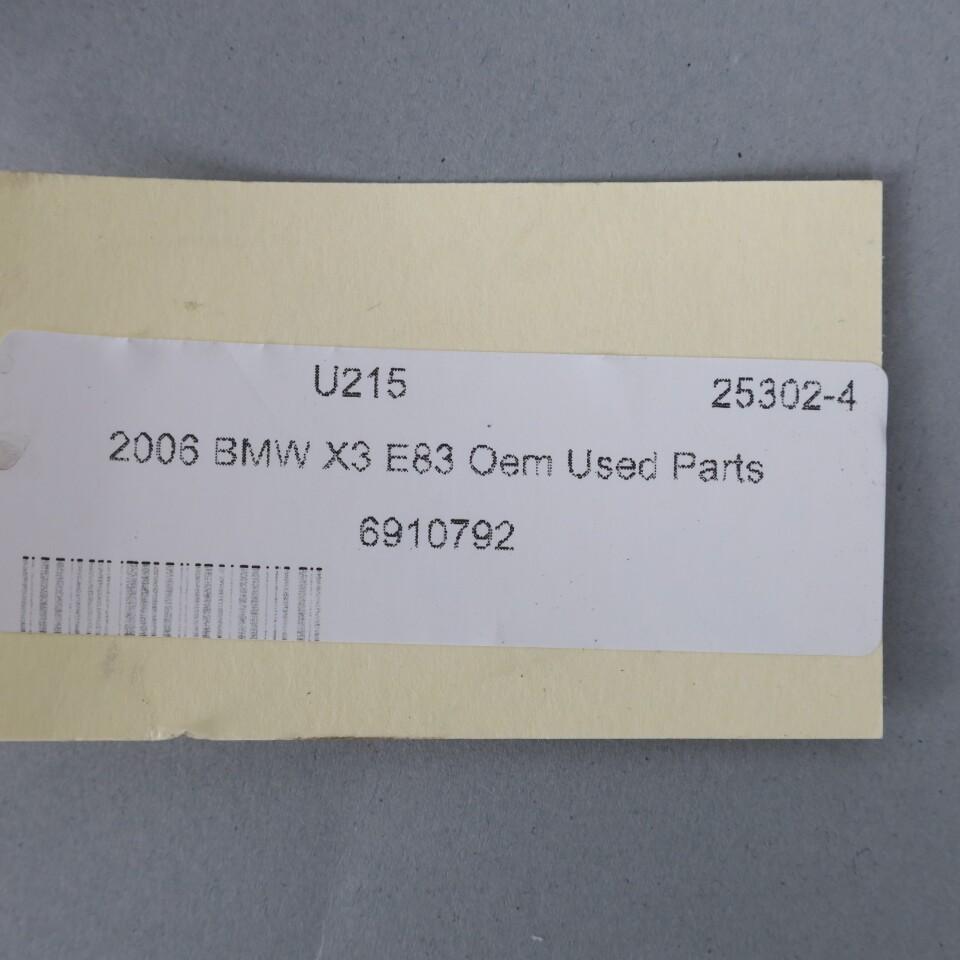 U215 25302-4
2006 BMW X3 E83 Oem Used Parts
6910792